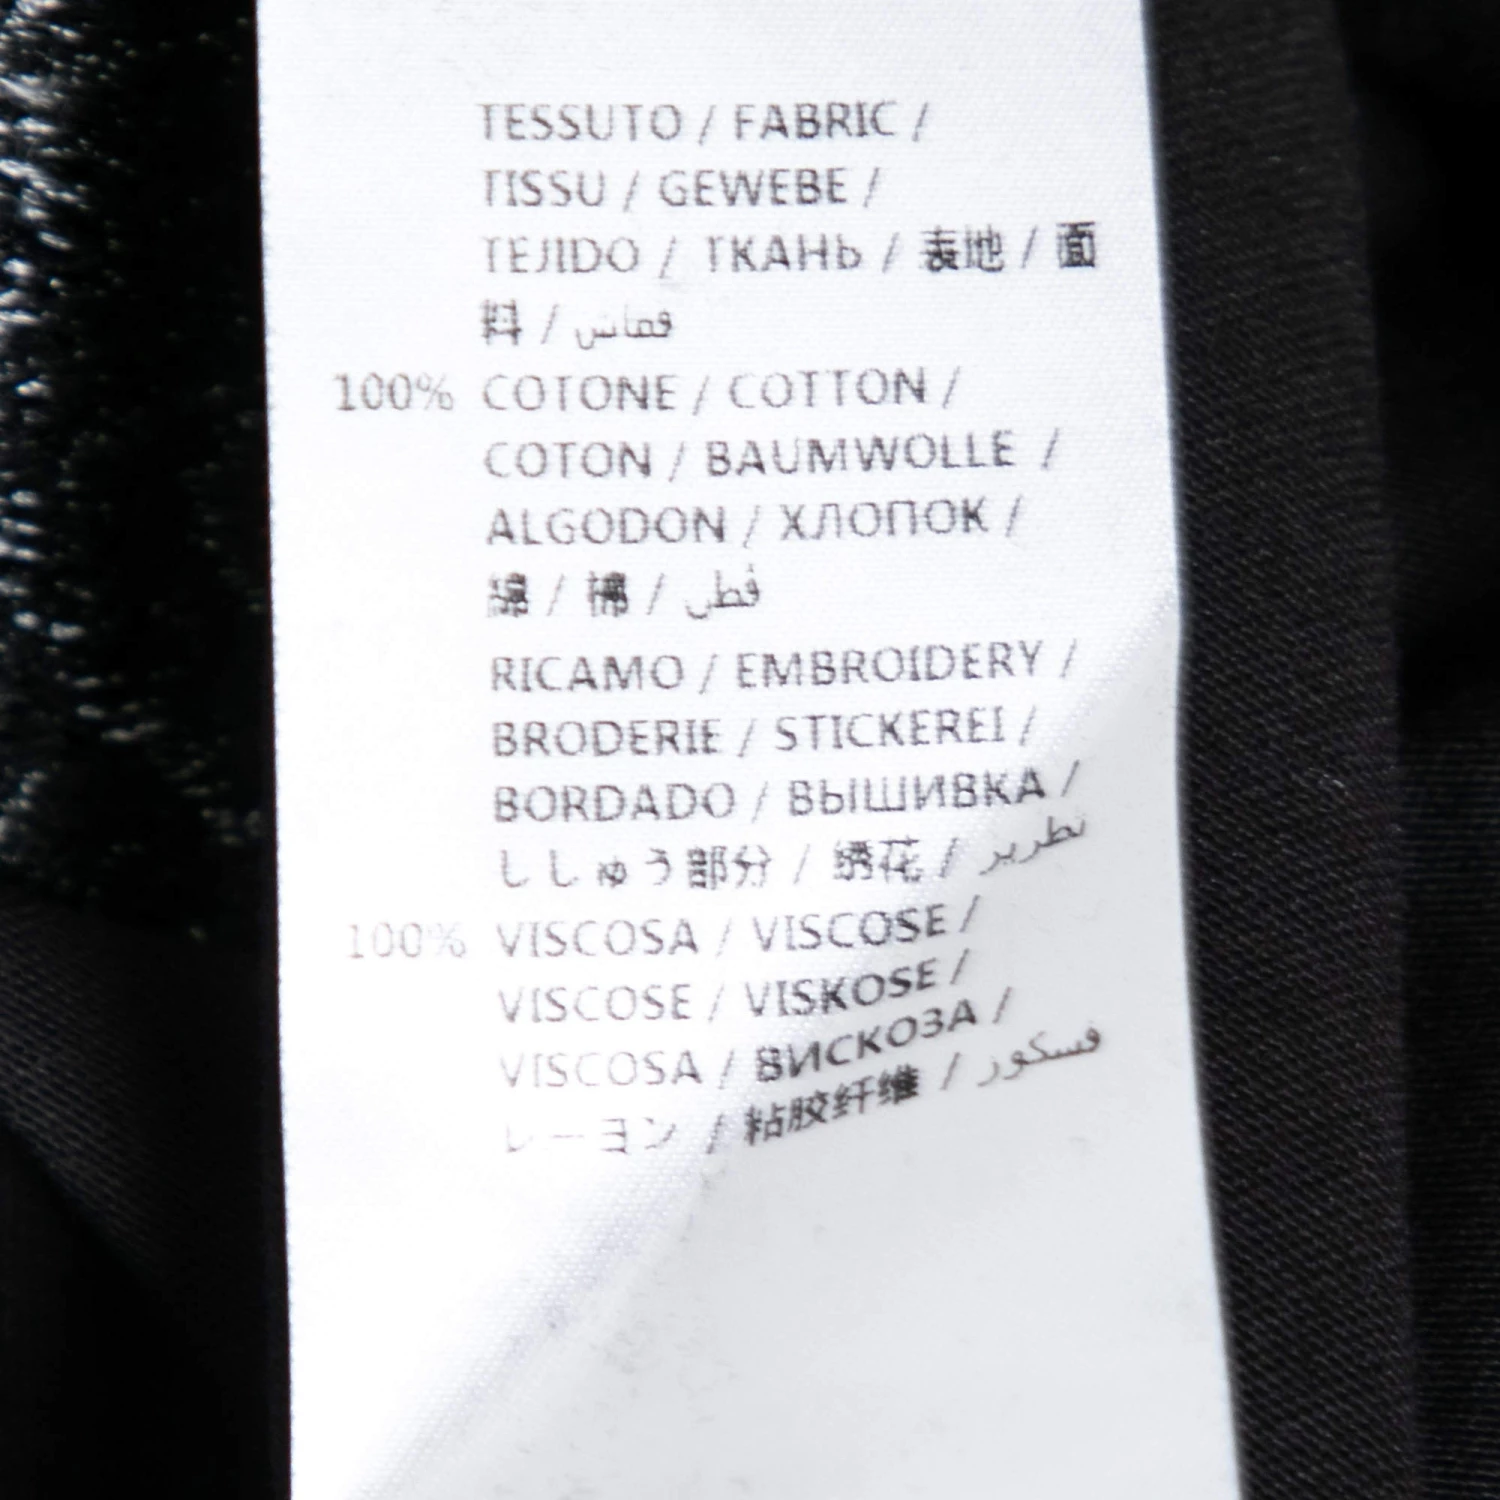 TESSUTO / FABRIC /
TISSU / GEWEBE /
TEJIDO / ТКАНЬ / 表地 / 面
料 / قماش
100% COTONE / COTTON /
COTON / BAUMWOLLE /
ALGODON / ХЛОПОК /
綿 / 棉 / قطن
RICAMO / EMBROIDERY /
BRODERIE / STICKEREI /
BORDADO / ВЫШИВКА /
ししゅう部分 / 绣花 / تطريز
100% VISCOSA / VISCOSE /
VISCOSE / VISKOSE /
VISCOSA / ВИСКОЗА /
レーヨン / 粘胶纤维 / فسكوز